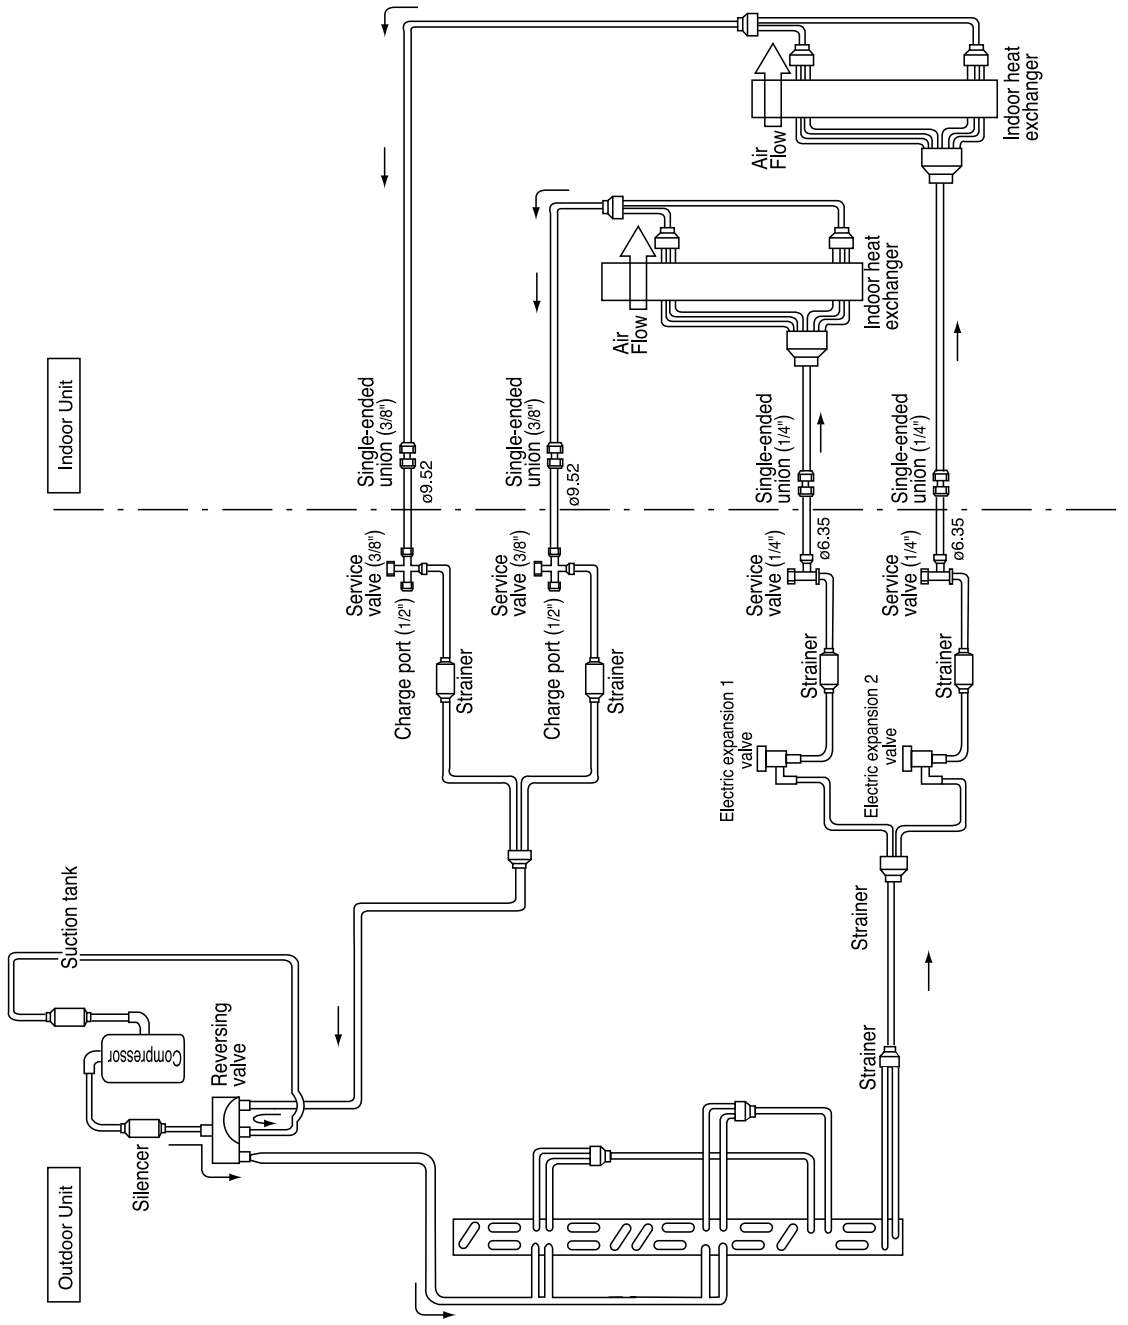 Indoor Unit
Outdoor Unit
Indoor heat
exchanger
Air
Flow
Indoor heat
exchanger
Air
Flow
Single-ended
union (3/8")
ø9.52
Single-ended
union (3/8")
ø9.52
Single-ended
union (1/4")
ø6.35
Single-ended
union (1/4")
ø6.35
Service
valve (3/8")
Charge port (1/2")
Strainer
Service
valve (3/8")
Charge port (1/2")
Strainer
Service
valve (1/4")
Strainer
Service
valve (1/4")
Strainer
Electric expansion 1
valve
Electric expansion 2
valve
Strainer
Strainer
Suction tank
Compressor
Reversing
valve
Silencer